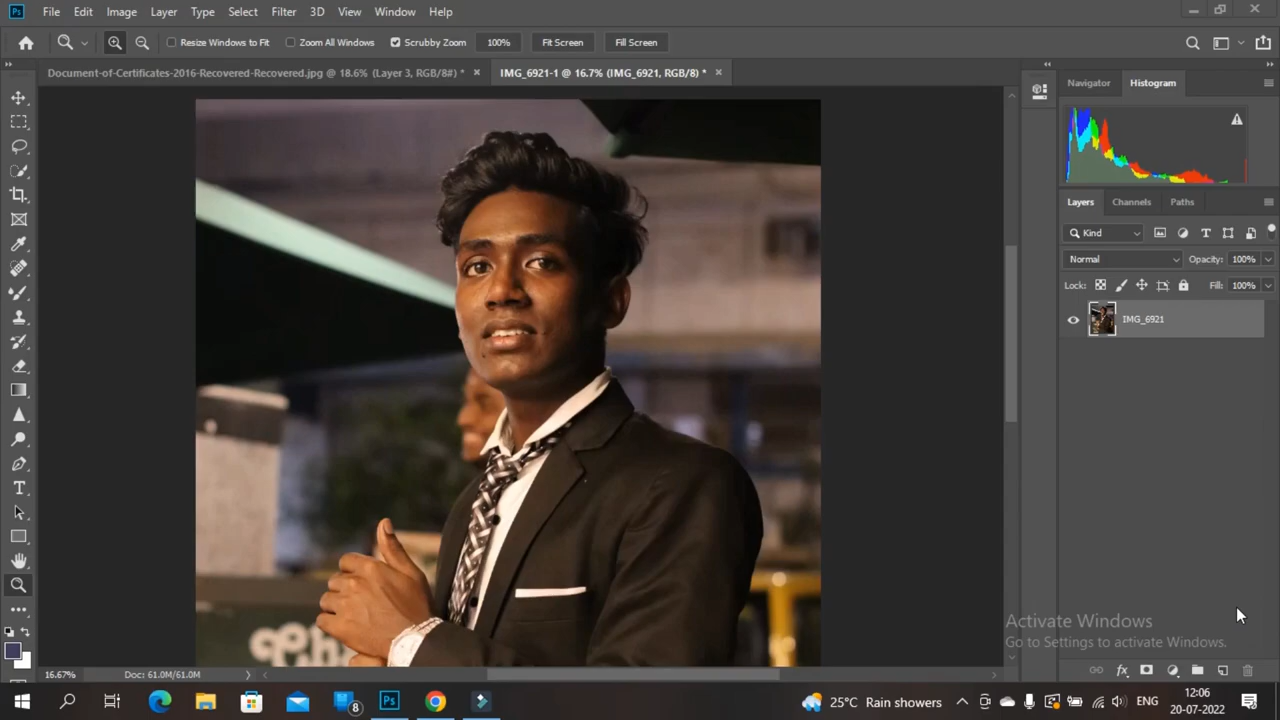 Ps File Edit Image Layer Type Select Filter 3D View Window Help
Resize Windows to Fit Zoom All Windows Scrubby Zoom 100% Fit Screen Fill Screen
Document-of-Certificates-2016-Recovered-Recovered.jpg @ 18.6% (Layer 3, RGB/8#) * IMG_6921-1 @ 16.7% (IMG_6921, RGB/8) *
Navigator Histogram
Layers Channels Paths
Kind
Normal Opacity: 100%
Lock: Fill: 100%
IMG_6921
Activate Windows
Go to Settings to activate Windows.
16.67% Doc: 61.0M/61.0M
8 Ps 25°C Rain showers ENG
12:06
20-07-2022